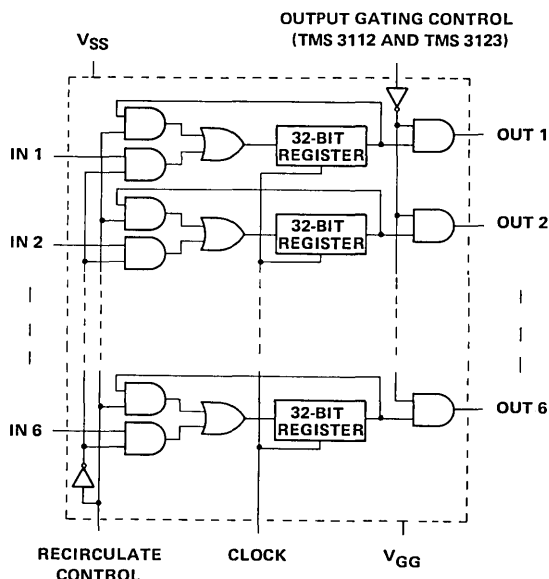 OUTPUT GATING CONTROL
(TMS 3112 AND TMS 3123)
VSS
32-BIT
REGISTER
OUT 1
IN 1
32-BIT
REGISTER
OUT 2
IN 2
32-BIT
REGISTER
OUT 6
IN 6
RECIRCULATE
CONTROL
CLOCK
VGG